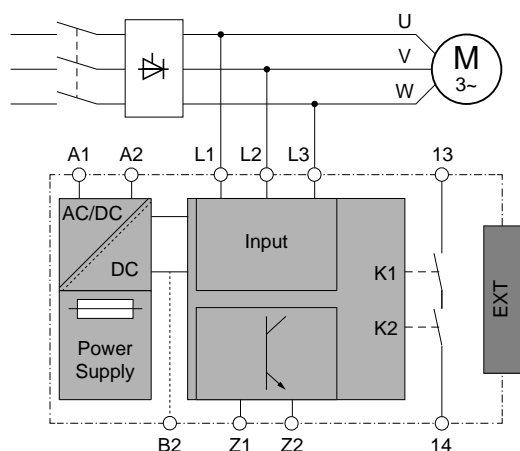 U
V
W
M
3~
A1 A2 L1 L2 L3 13
AC/DC
DC
Input
K1
K2
EXT
Power
Supply
B2 Z1 Z2 14